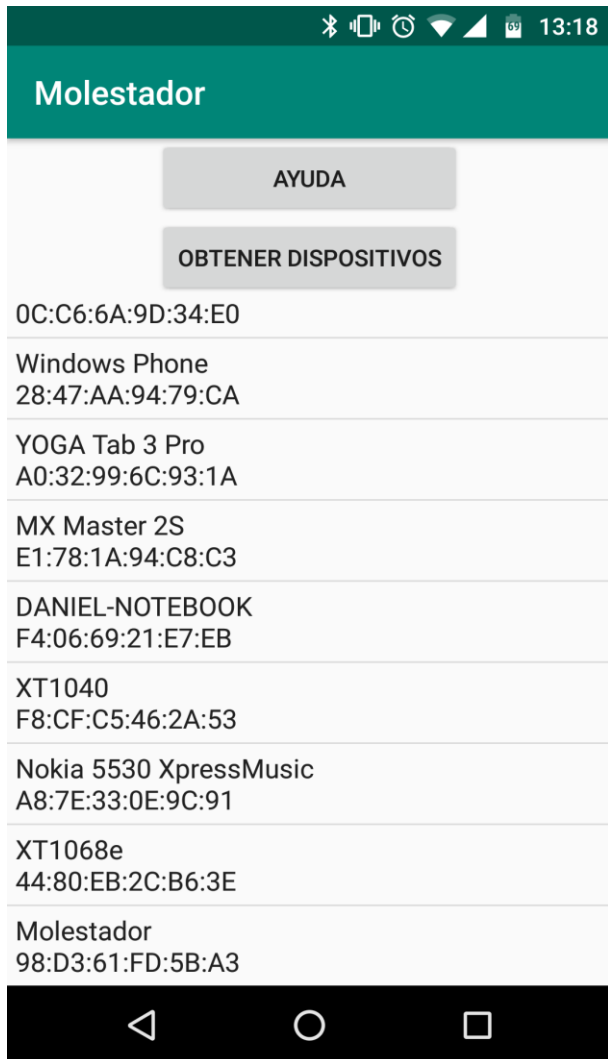 69 13:18
Molestador
AYUDA
OBTENER DISPOSITIVOS
0C:C6:6A:9D:34:E0
Windows Phone
28:47:AA:94:79:CA
YOGA Tab 3 Pro
A0:32:99:6C:93:1A
MX Master 2S
E1:78:1A:94:C8:C3
DANIEL-NOTEBOOK
F4:06:69:21:E7:EB
XT1040
F8:CF:C5:46:2A:53
Nokia 5530 XpressMusic
A8:7E:33:0E:9C:91
XT1068e
44:80:EB:2C:B6:3E
Molestador
98:D3:61:FD:5B:A3